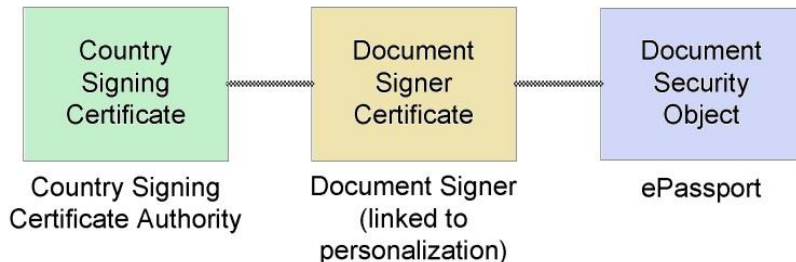 Country
Signing
Certificate
Document
Signer
Certificate
Document
Security
Object
Country Signing
Certificate Authority
Document Signer
(linked to
personalization)
ePassport